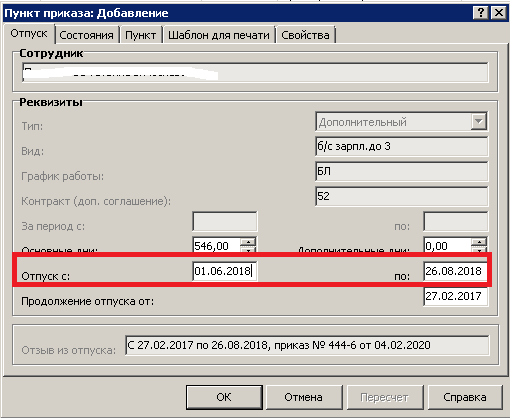 Пункт приказа: Добавление
Отпуск Состояния Пункт Шаблон для печати Свойства
Сотрудник
Реквизиты
Тип: Дополнительный
Вид: б/с зарпл.до 3
График работы: БЛ
Контракт (доп. соглашение): 52
За период с: по:
Основные дни: 546,00 Дополнительные дни: 0,00
Отпуск с: 01.06.2018 по: 26.08.2018
Продолжение отпуска от: 27.02.2017
Отзыв из отпуска: С 27.02.2017 по 26.08.2018, приказ № 444-6 от 04.02.2020
ОК Отмена Пересчет Справка